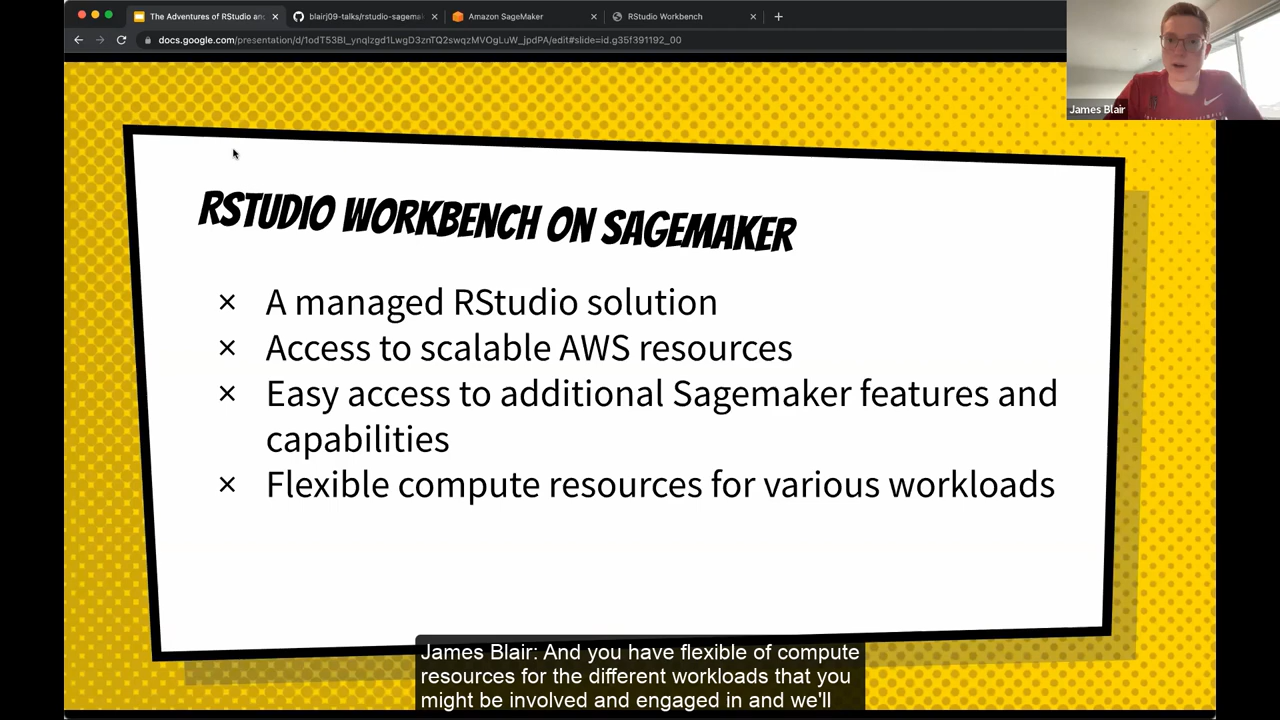 The Adventures of RStudio and
blairj09-talks/rstudio-sagema
Amazon SageMaker
RStudio Workbench
docs.google.com/presentation/d/1odT53BI_ynqIzgd1LwgD3znTQ2swqzMVOgLuW_jpdPA/edit#slide=id.g35f391192_00
James Blair
RSTUDIO WORKBENCH ON SAGEMAKER
× A managed RStudio solution
× Access to scalable AWS resources
× Easy access to additional Sagemaker features and
capabilities
× Flexible compute resources for various workloads
James Blair: And you have flexible of compute
resources for the different workloads that you
might be involved and engaged in and we'll